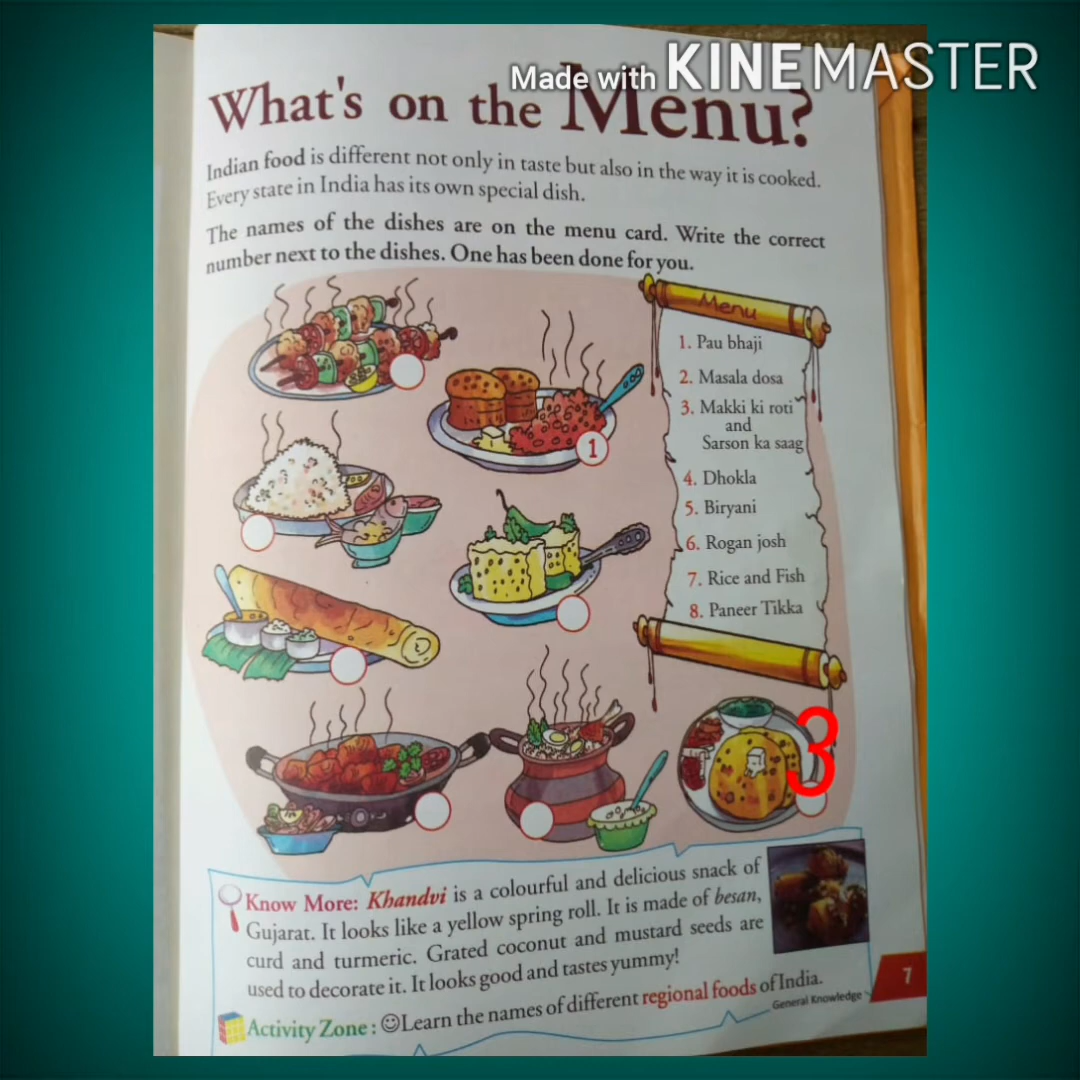 Made with KINEMASTER
What's on the Menu?
Indian food is different not only in taste but also in the way it is cooked.
Every state in India has its own special dish.
The names of the dishes are on the menu card. Write the correct
number next to the dishes. One has been done for you.
Menu
1. Pau bhaji
2. Masala dosa
3. Makki ki roti
and
Sarson ka saag
4. Dhokla
5. Biryani
6. Rogan josh
7. Rice and Fish
8. Paneer Tikka
1
3
Know More: Khandvi is a colourful and delicious snack of
Gujarat. It looks like a yellow spring roll. It is made of besan,
curd and turmeric. Grated coconut and mustard seeds are
used to decorate it. It looks good and tastes yummy!
Activity Zone : ☺Learn the names of different regional foods of India.
General Knowledge
7